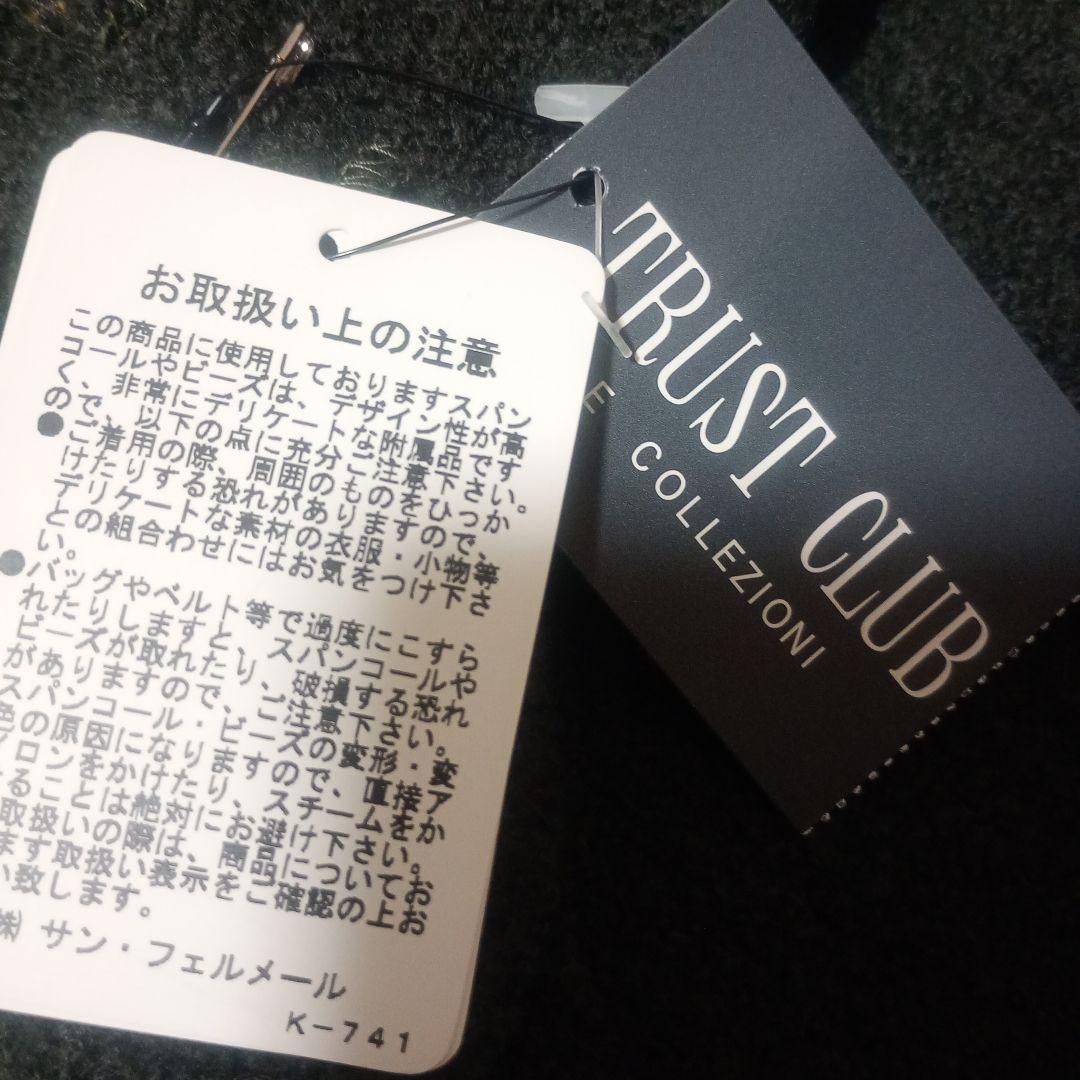 お取扱い上の注意
この商品に使用しておりますスパン
コールやビーズは、デザイン性が高
く、非常にデリケートな附属品です
ので、以下の点に充分ご注意下さい。
●ご着用の際、周囲のものをひっか
けたりする恐れがありますので、
デリケートな素材の衣服・小物等
との組合わせにはお気をつけ下さ
い。
●バッグやベルト等で過度にこすら
れたりしますと、スパンコールや
ビーズが取れたり、破損する恐れ
がありますので、ご注意下さい。
スパンコール・ビーズの変形・変
色の原因になりますので、直接ア
イロンをかけたり、スチームをか
ることは絶対にお避け下さい。
取扱いの際は、商品についてお
ます取扱い表示をご確認の上お
い致します。
㈱ サン・フェルメール
K－741
TRUST CLUB
E COLLEZIONI